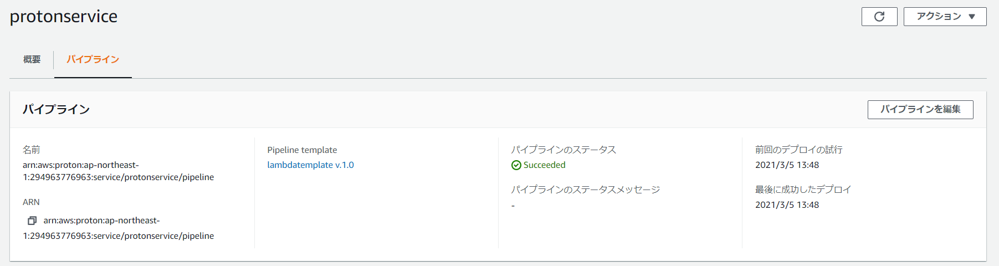 protonservice
アクション
概要
パイプライン
パイプライン
パイプラインを編集
名前
arn:aws:proton:ap-northeast-
1:294963776963:service/protonservice/pipeline
ARN
arn:aws:proton:ap-northeast-
1:294963776963:service/protonservice/pipeline
Pipeline template
lambdatemplate v.1.0
パイプラインのステータス
Succeeded
パイプラインのステータスメッセージ
-
前回のデプロイの試行
2021/3/5 13:48
最後に成功したデプロイ
2021/3/5 13:48